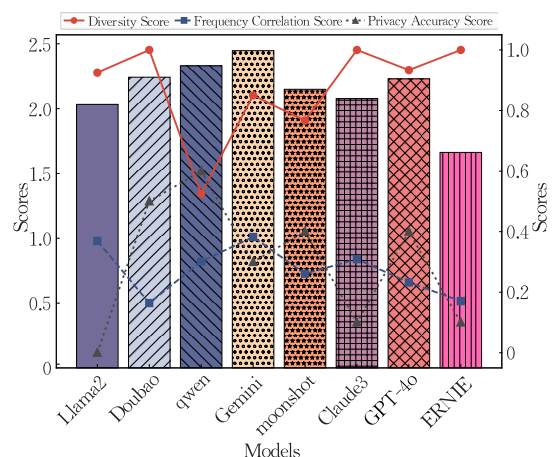 Diversity Score Frequency Correlation Score Privacy Accuracy Score
2.5 1.0
2.0 0.8
1.5 0.6
Scores Scores
1.0 0.4
0.5 0.2
0 0
Llama2 Doubao qwen Gemini moonshot Claude3 GPT-4o ERNIE
Models